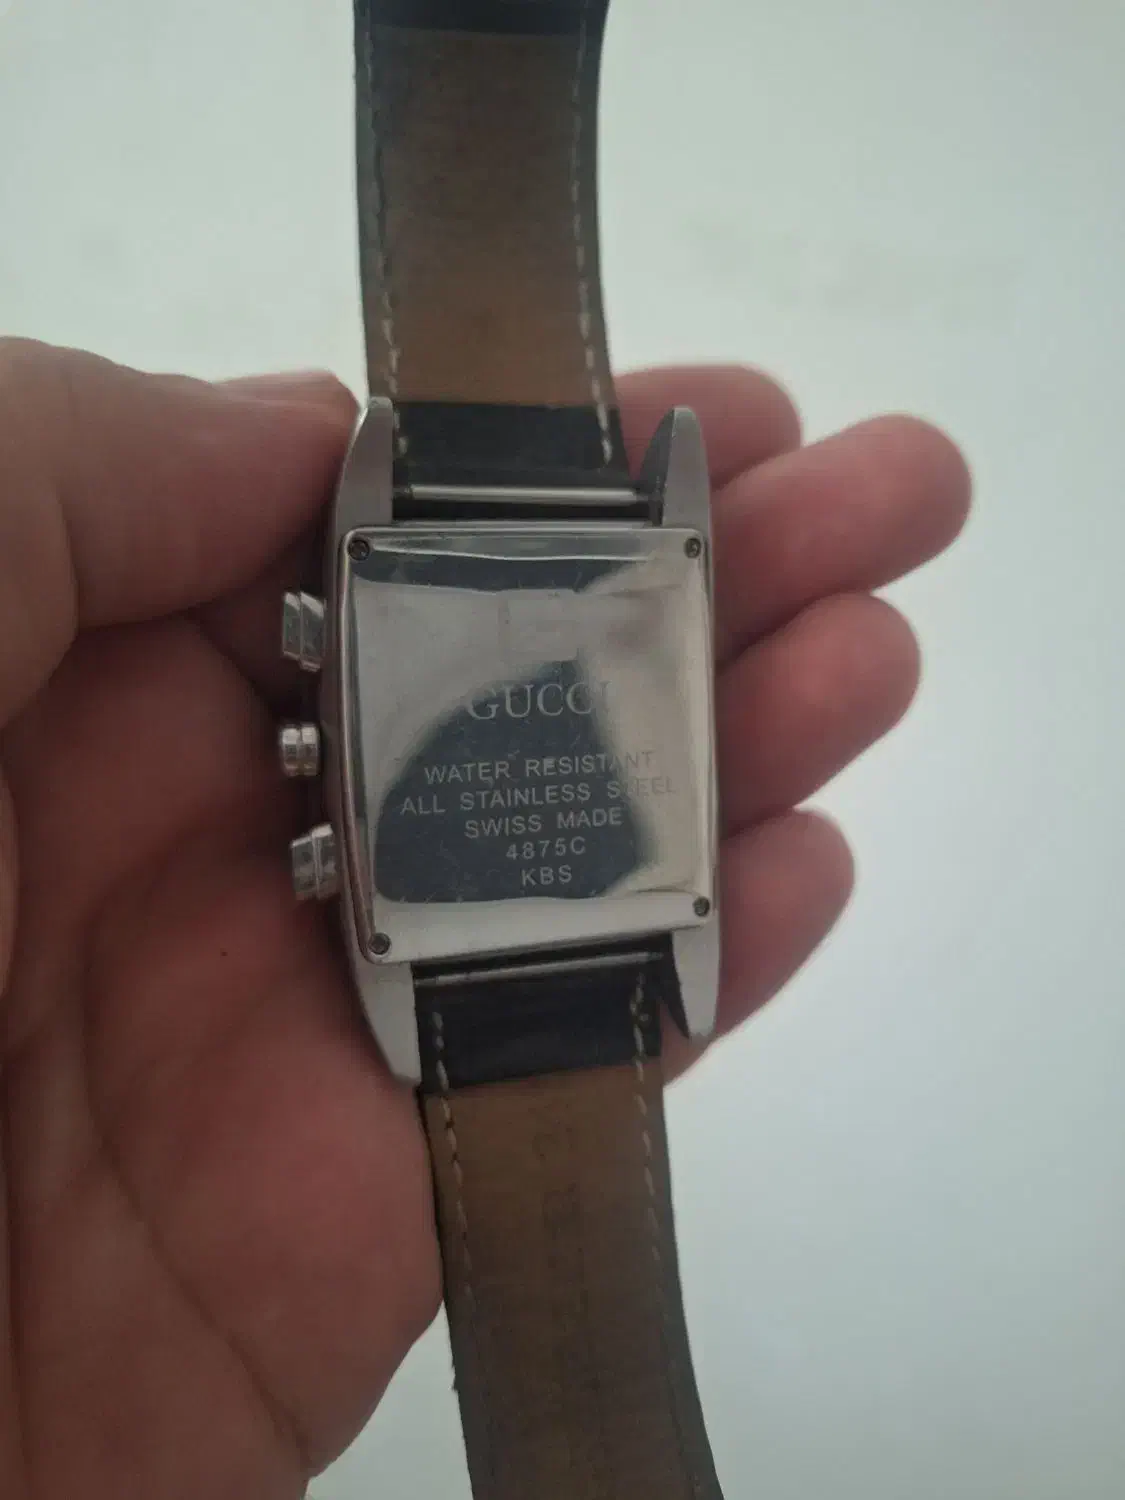 GUCCI
WATER RESISTANT
ALL STAINLESS STEEL
SWISS MADE
4875C
KBS